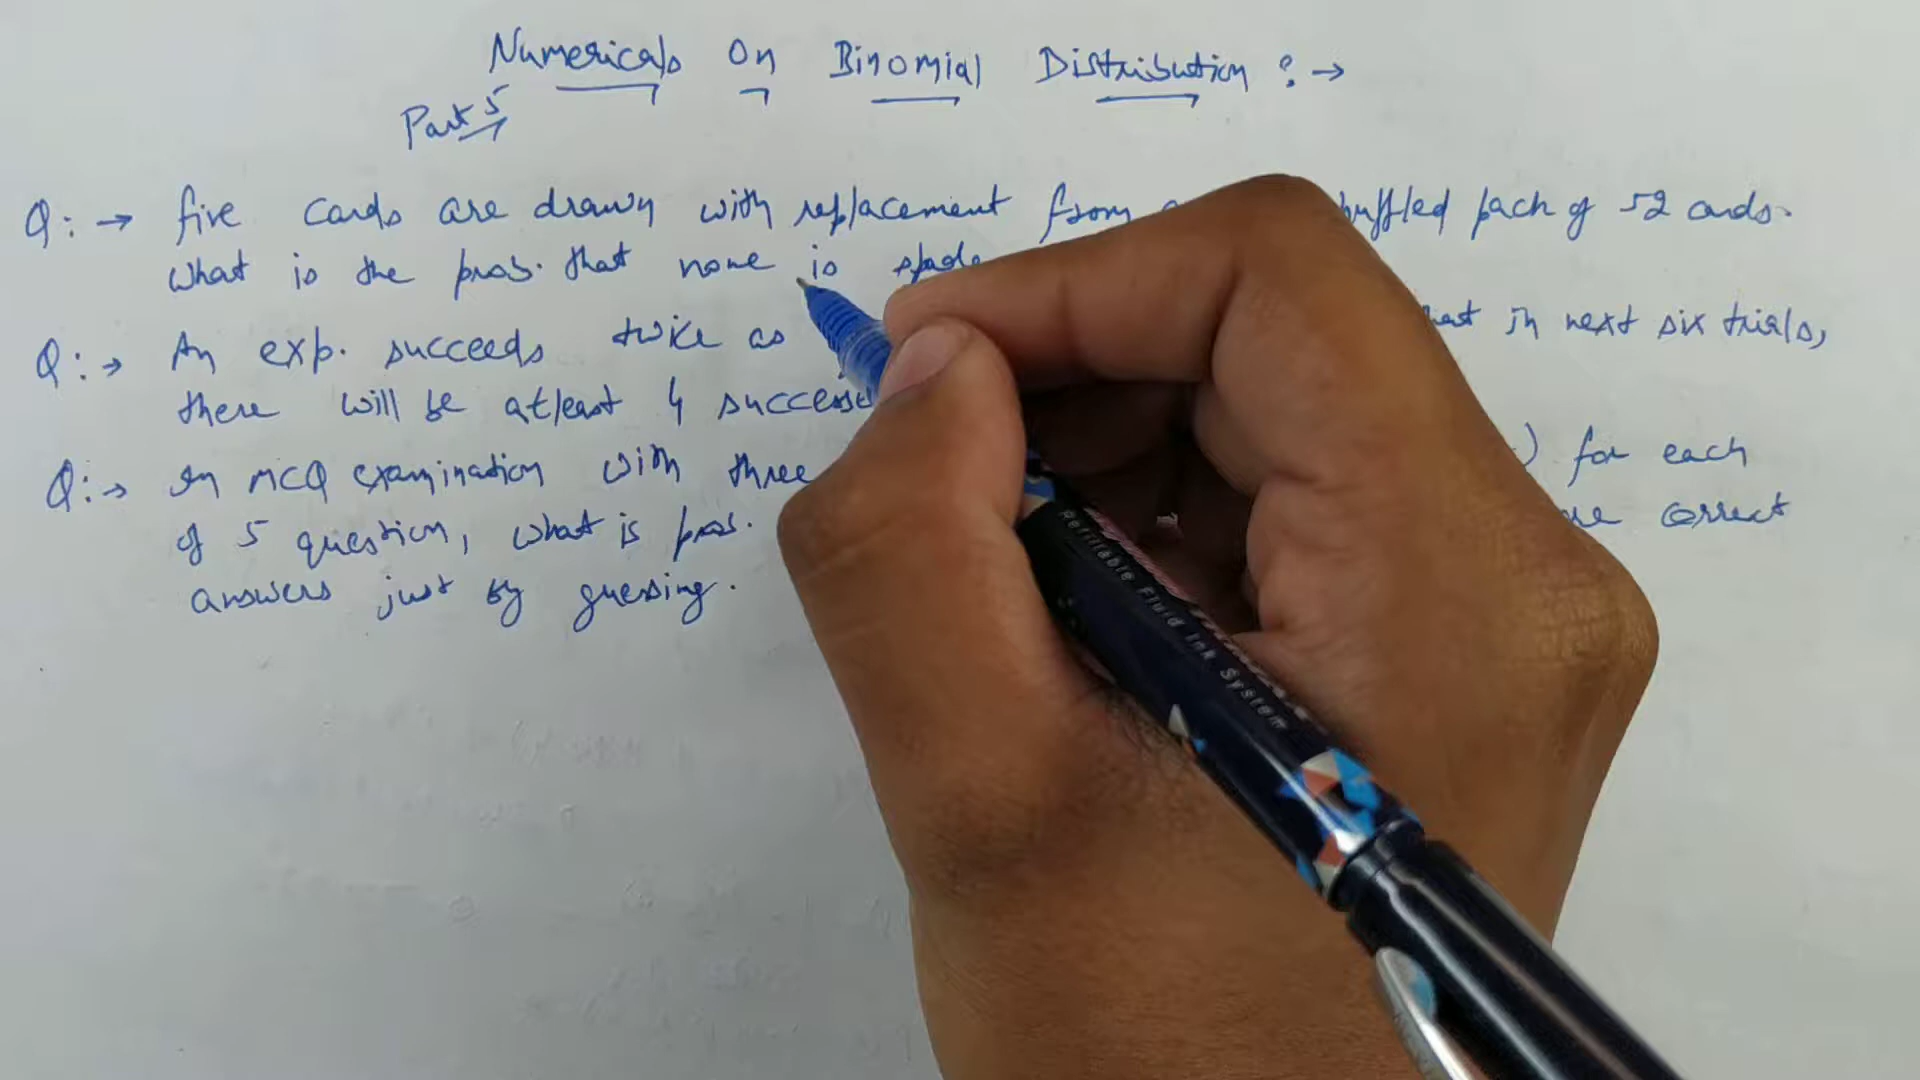 Numericals On Binomial Distribution :→
Part 5
Q:→ five cards are drawn with replacement from a shuffled pack of 52 cards.
What is the prob. that none is spade
Q:→ An exp. succeeds twice as that in next six trials,
there will be atleast 4 successes
Q:→ In MCQ examination with three ) for each
of 5 question, what is prob. correct
answers just by guessing.
Refillable Fluid Ink System